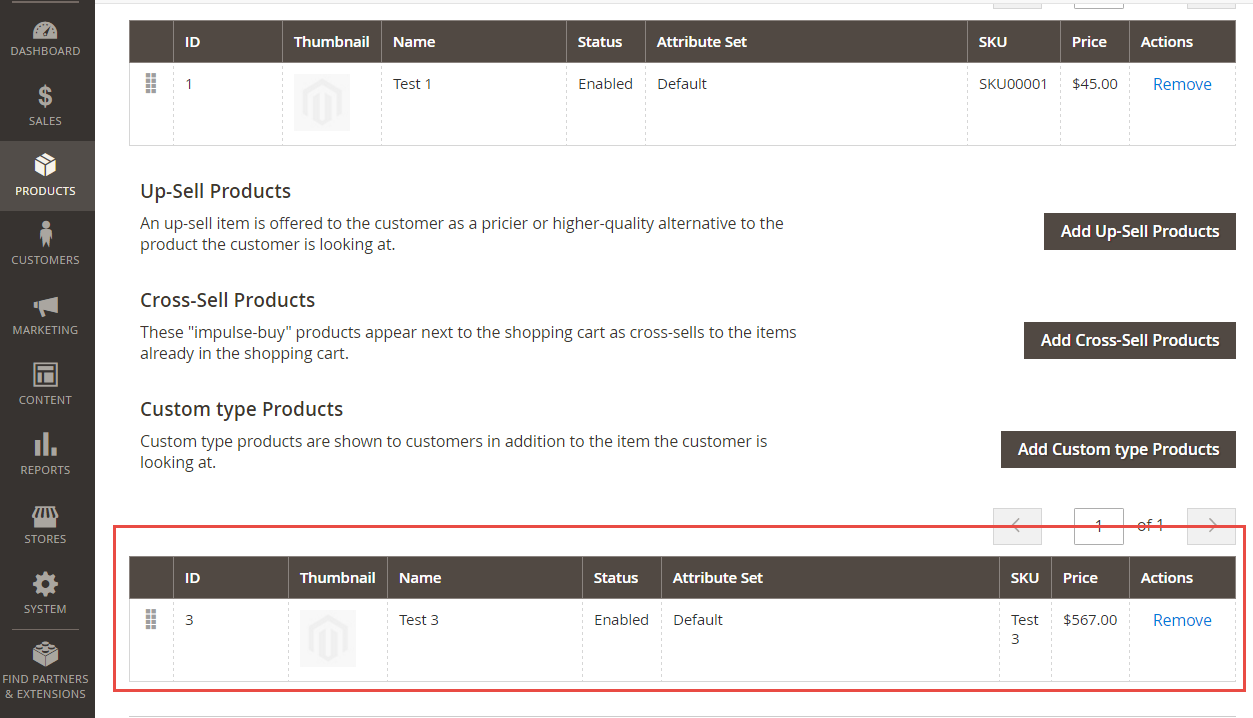 DASHBOARD
SALES
PRODUCTS
CUSTOMERS
MARKETING
CONTENT
REPORTS
STORES
SYSTEM
FIND PARTNERS
& EXTENSIONS
ID Thumbnail Name Status Attribute Set SKU Price Actions
1 Test 1 Enabled Default SKU00001 $45.00 Remove
Up-Sell Products
An up-sell item is offered to the customer as a pricier or higher-quality alternative to the
product the customer is looking at.
Add Up-Sell Products
Cross-Sell Products
These "impulse-buy" products appear next to the shopping cart as cross-sells to the items
already in the shopping cart.
Add Cross-Sell Products
Custom type Products
Custom type products are shown to customers in addition to the item the customer is
looking at.
Add Custom type Products
1 of 1
ID Thumbnail Name Status Attribute Set SKU Price Actions
3 Test 3 Enabled Default Test $567.00 Remove
3